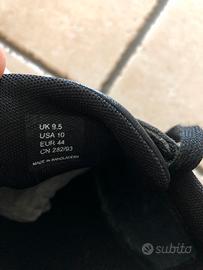 UK 9.5
USA 10
EUR 44
CN 282/93
MADE IN BANGLADESH
subito